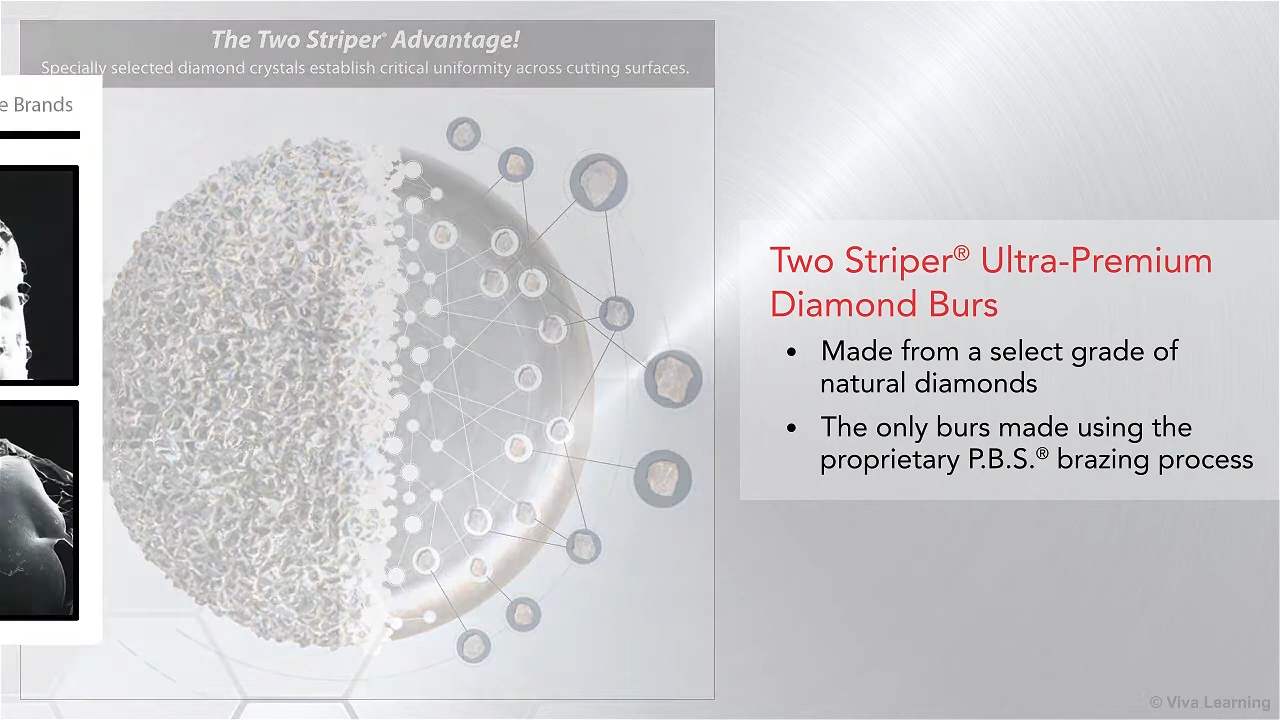 The Two Striper® Advantage!
Specially selected diamond crystals establish critical uniformity across cutting surfaces.
e Brands
Two Striper® Ultra-Premium
Diamond Burs
• Made from a select grade of
natural diamonds
• The only burs made using the
proprietary P.B.S.® brazing process
© Viva Learning